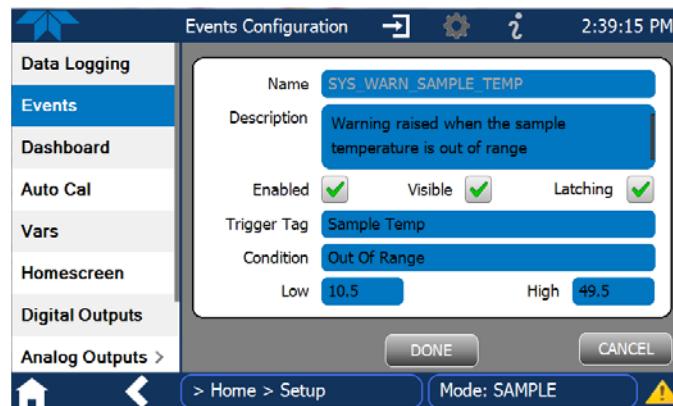 Events Configuration 2:39:15 PM
Data Logging
Events
Dashboard
Auto Cal
Vars
Homescreen
Digital Outputs
Analog Outputs >
Name SYS_WARN_SAMPLE_TEMP
Description Warning raised when the sample
temperature is out of range
Enabled Visible Latching
Trigger Tag Sample Temp
Condition Out Of Range
Low 10.5 High 49.5
DONE CANCEL
> Home > Setup Mode: SAMPLE